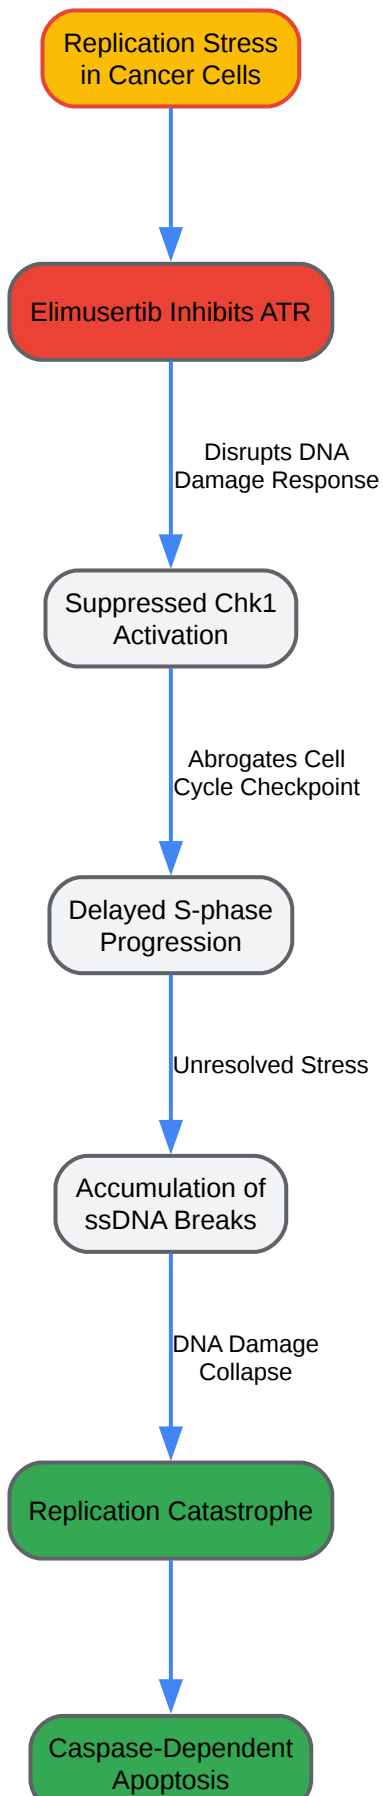 Replication Stress
in Cancer Cells
Elimusertib Inhibits ATR
Disrupts DNA
Damage Response
Suppressed Chk1
Activation
Abrogates Cell
Cycle Checkpoint
Delayed S-phase
Progression
Unresolved Stress
Accumulation of
ssDNA Breaks
DNA Damage
Collapse
Replication Catastrophe
Caspase-Dependent
Apoptosis